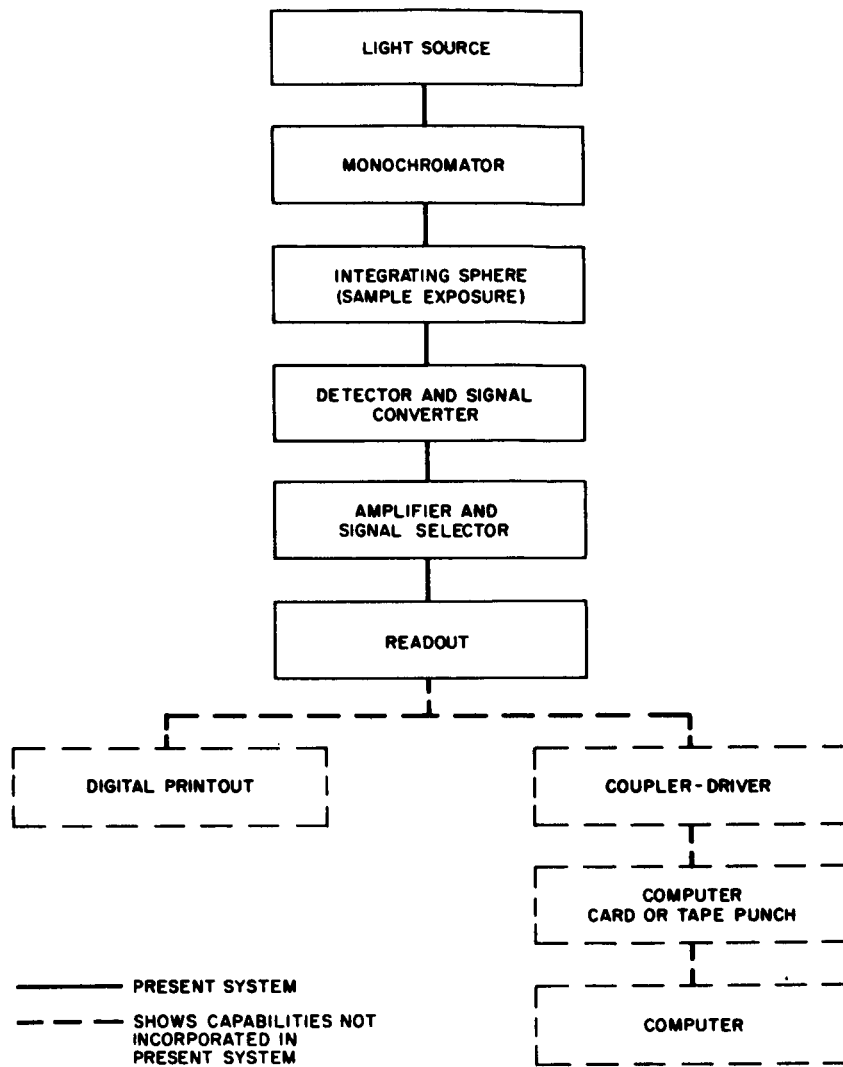 LIGHT SOURCE
MONOCHROMATOR
INTEGRATING SPHERE
(SAMPLE EXPOSURE)
DETECTOR AND SIGNAL
CONVERTER
AMPLIFIER AND
SIGNAL SELECTOR
READOUT
DIGITAL PRINTOUT
COUPLER-DRIVER
COMPUTER
CARD OR TAPE PUNCH
COMPUTER
PRESENT SYSTEM
SHOWS CAPABILITIES NOT
INCORPORATED IN
PRESENT SYSTEM